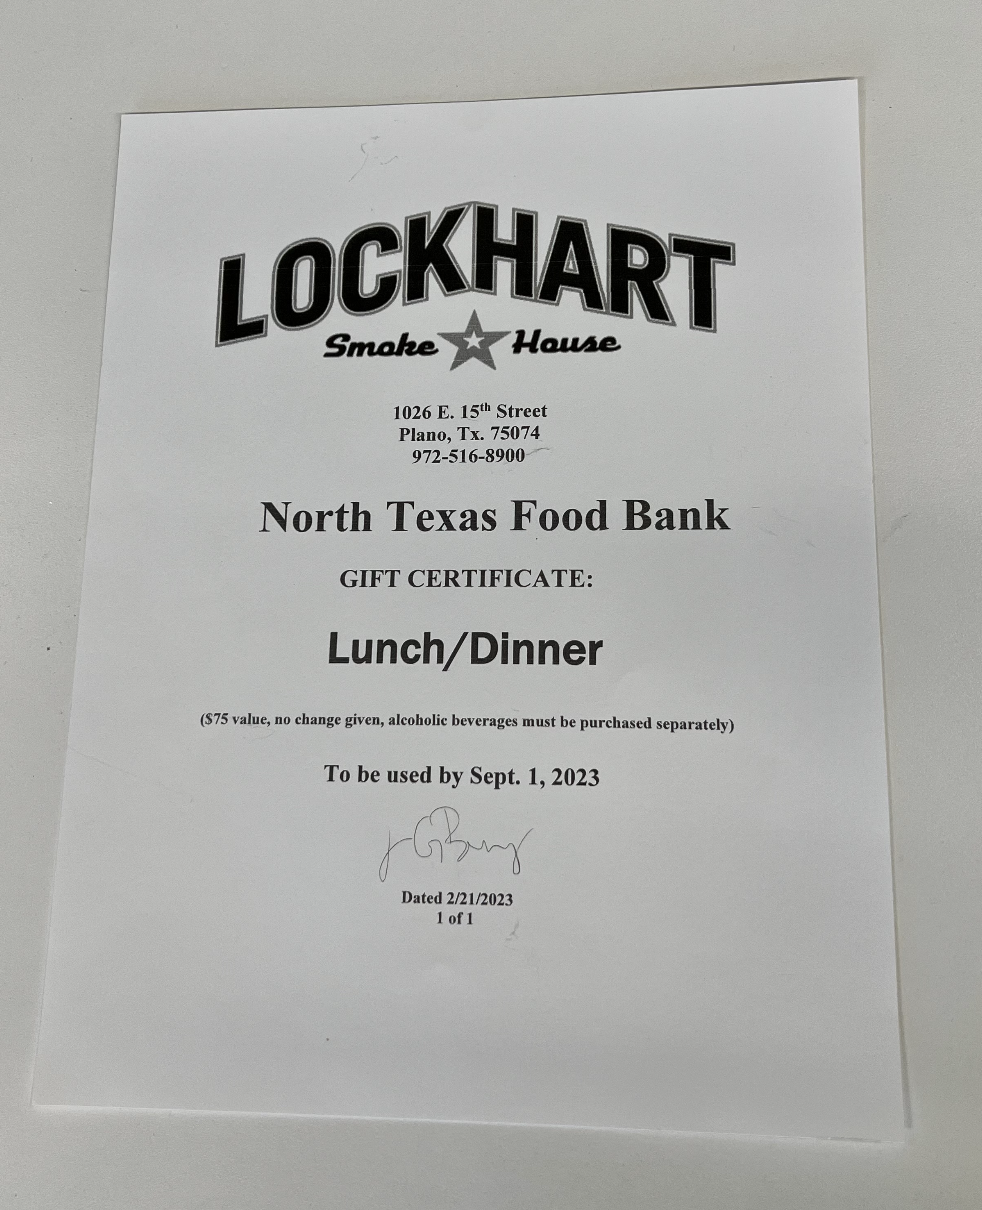 LOCKHART
Smoke House
1026 E. 15th Street
Plano, Tx. 75074
972-516-8900
North Texas Food Bank
GIFT CERTIFICATE:
Lunch/Dinner
($75 value, no change given, alcoholic beverages must be purchased separately)
To be used by Sept. 1, 2023
Dated 2/21/2023
1 of 1